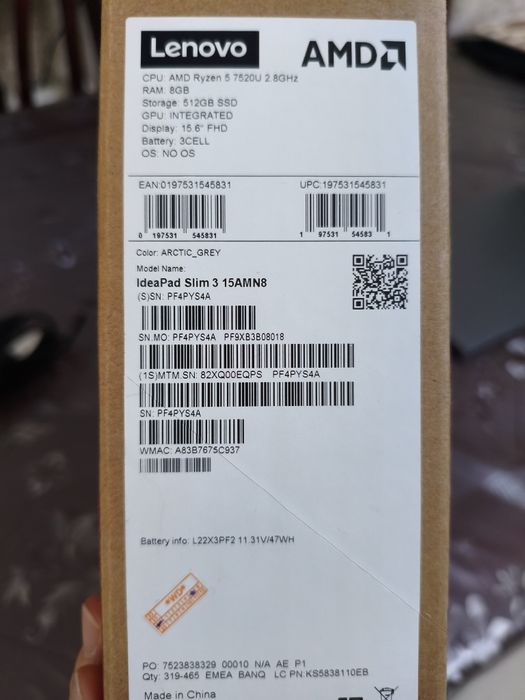 Lenovo
AMD
CPU: AMD Ryzen 5 7520U 2.8GHz
RAM: 8GB
Storage: 512GB SSD
GPU: INTEGRATED
Display: 15.6" FHD
Battery: 3CELL
OS: NO OS
EAN:0197531545831 UPC:197531545831
0 197531 545831 1 97531 54583 1
Color: ARCTIC_GREY
Model Name:
IdeaPad Slim 3 15AMN8
(S)SN: PF4PYS4A
SN.MO: PF4PYS4A PF9XB3B08018
(1S)MTM.SN: 82XQ00EQPS PF4PYS4A
SN: PF4PYS4A
WMAC: A83B7675C937
Battery info: L22X3PF2 11.31V/47WH
PO: 7523838329 00010 N/A AE P1
Qty: 319-465 EMEA BANQ LC PN:KS5838110EB
Made in China